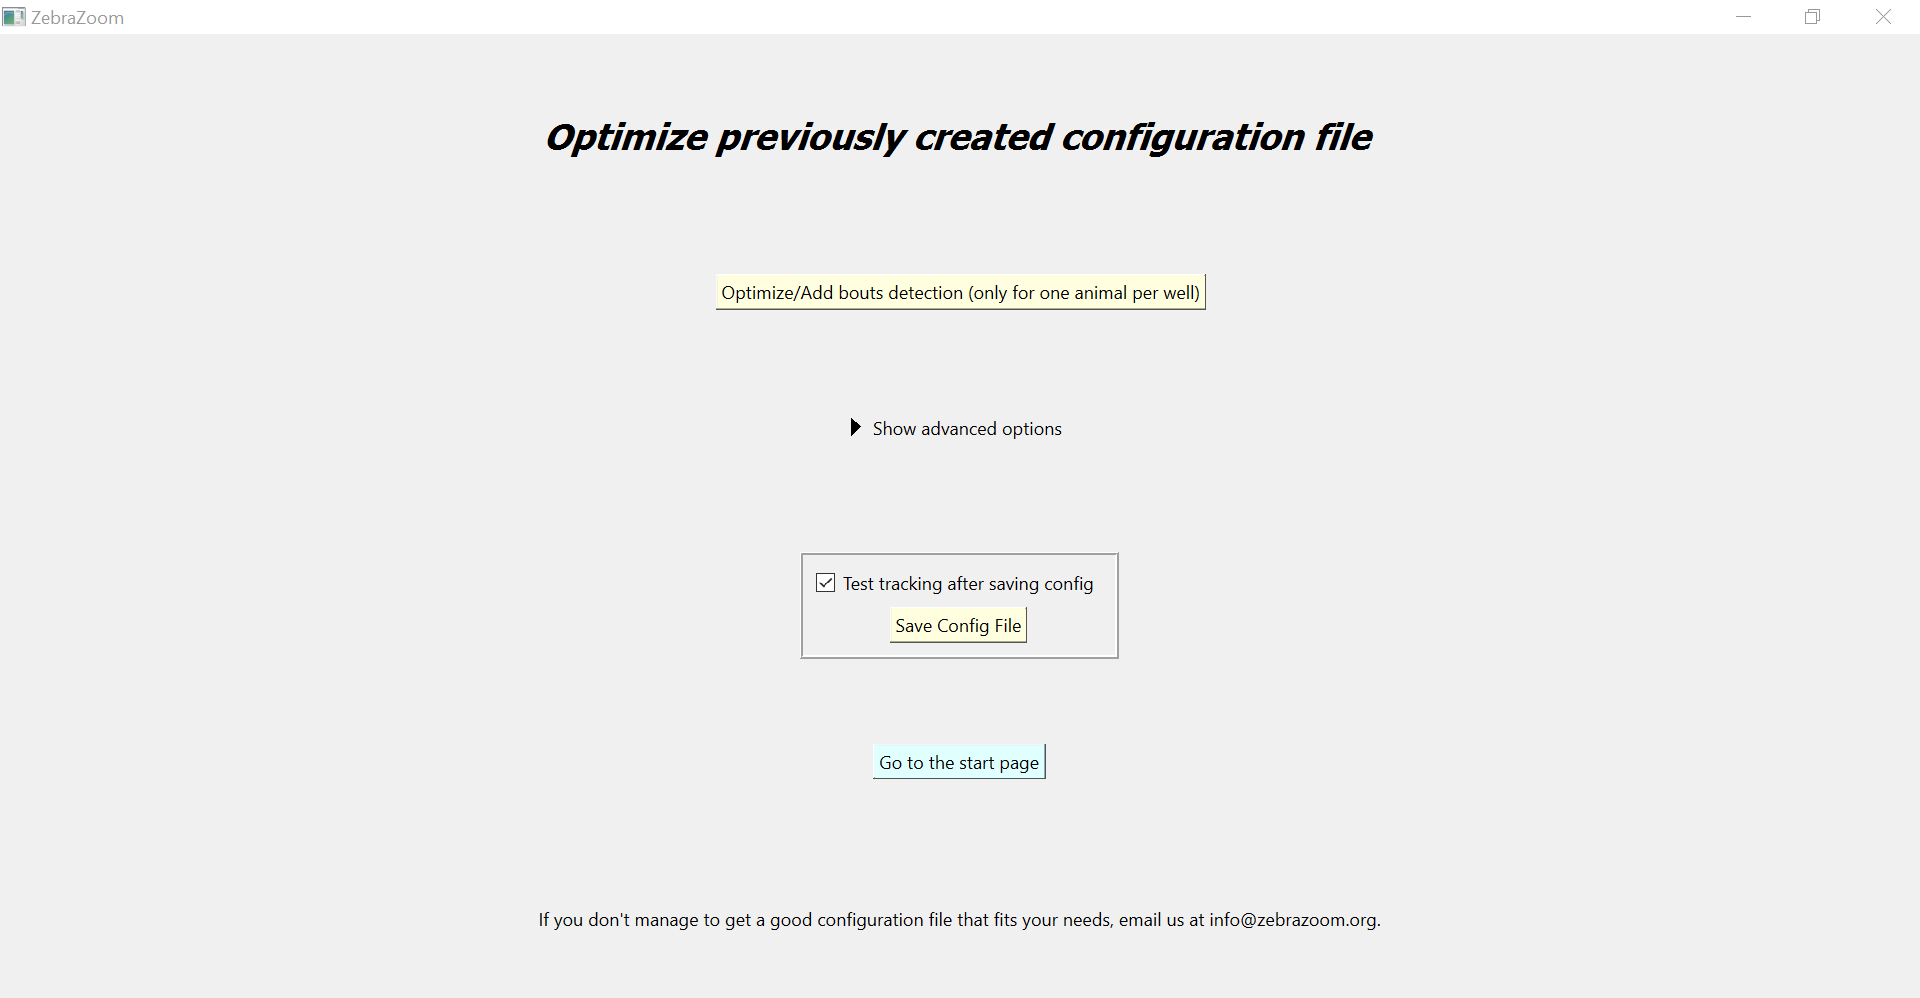 ZebraZoom
Optimize previously created configuration file
Optimize/Add bouts detection (only for one animal per well)
Show advanced options
Test tracking after saving config
Save Config File
Go to the start page
If you don't manage to get a good configuration file that fits your needs, email us at info@zebrazoom.org.